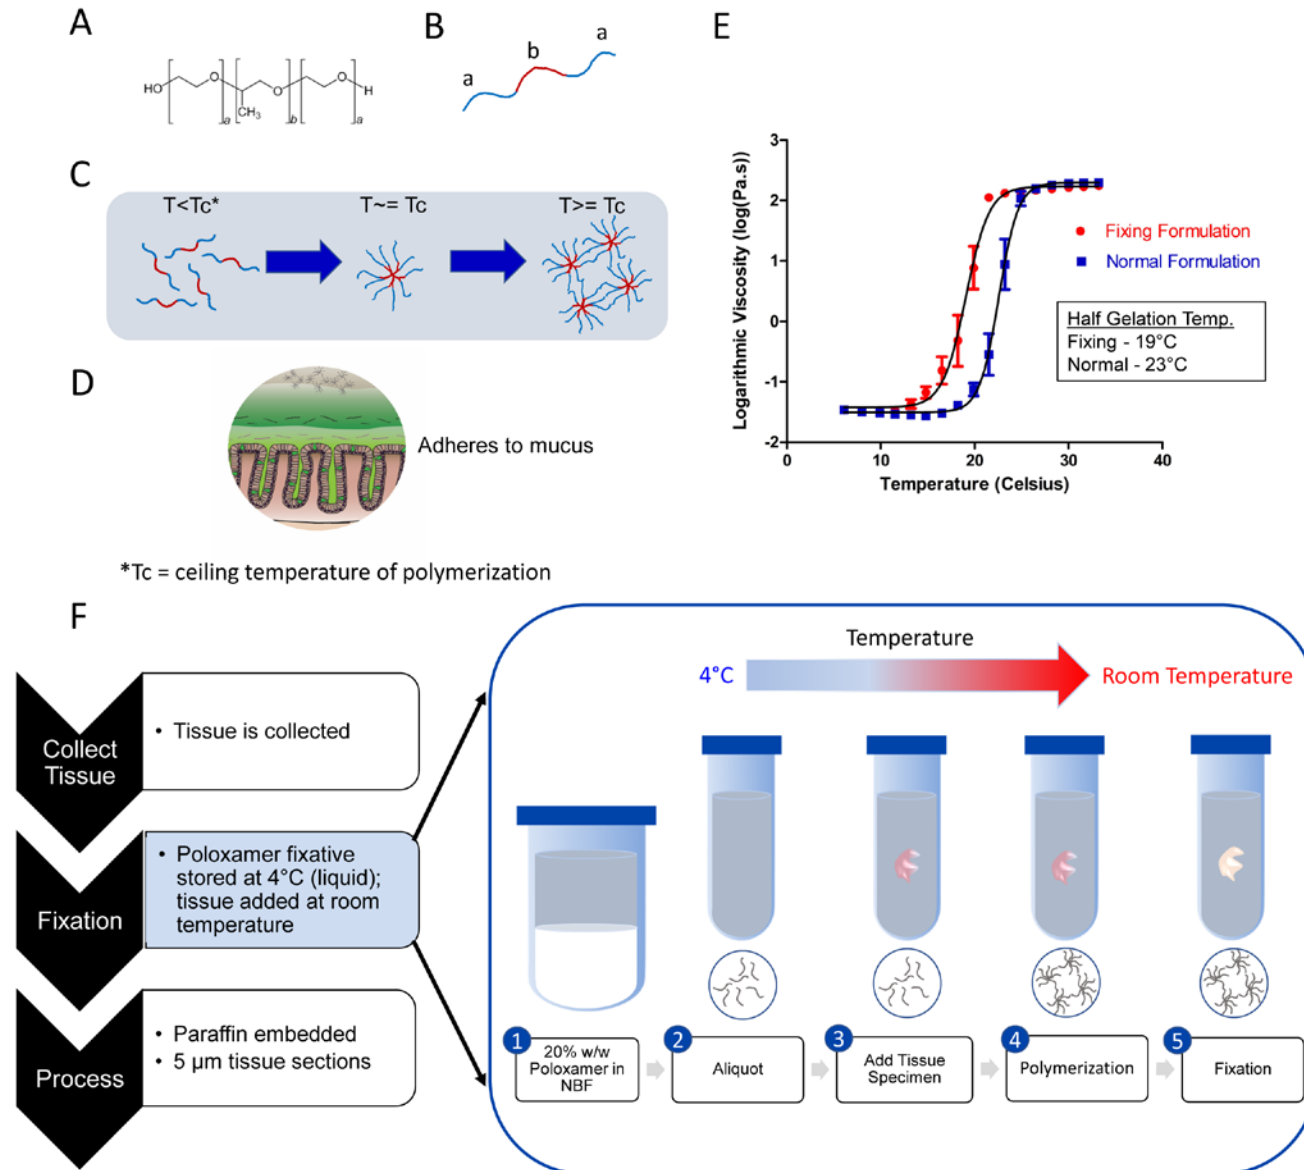 A
HO
O
CH₃
O
O
H
a
b
a
B
a
b
a
C
T<Tc*
T~= Tc
T>= Tc
D
Adheres to mucus
*Tc = ceiling temperature of polymerization
E
Logarithmic Viscosity (log(Pa.s))
3
2
1
0
-1
-2
0
10
20
30
40
Temperature (Celsius)
Fixing Formulation
Normal Formulation
Half Gelation Temp.
Fixing - 19°C
Normal - 23°C
F
Collect
Tissue
• Tissue is collected
Fixation
• Poloxamer fixative
stored at 4°C (liquid);
tissue added at room
temperature
Process
• Paraffin embedded
• 5 µm tissue sections
Temperature
4°C
Room Temperature
1
20% w/w
Poloxamer in
NBF
2
Aliquot
3
Add Tissue
Specimen
4
Polymerization
5
Fixation